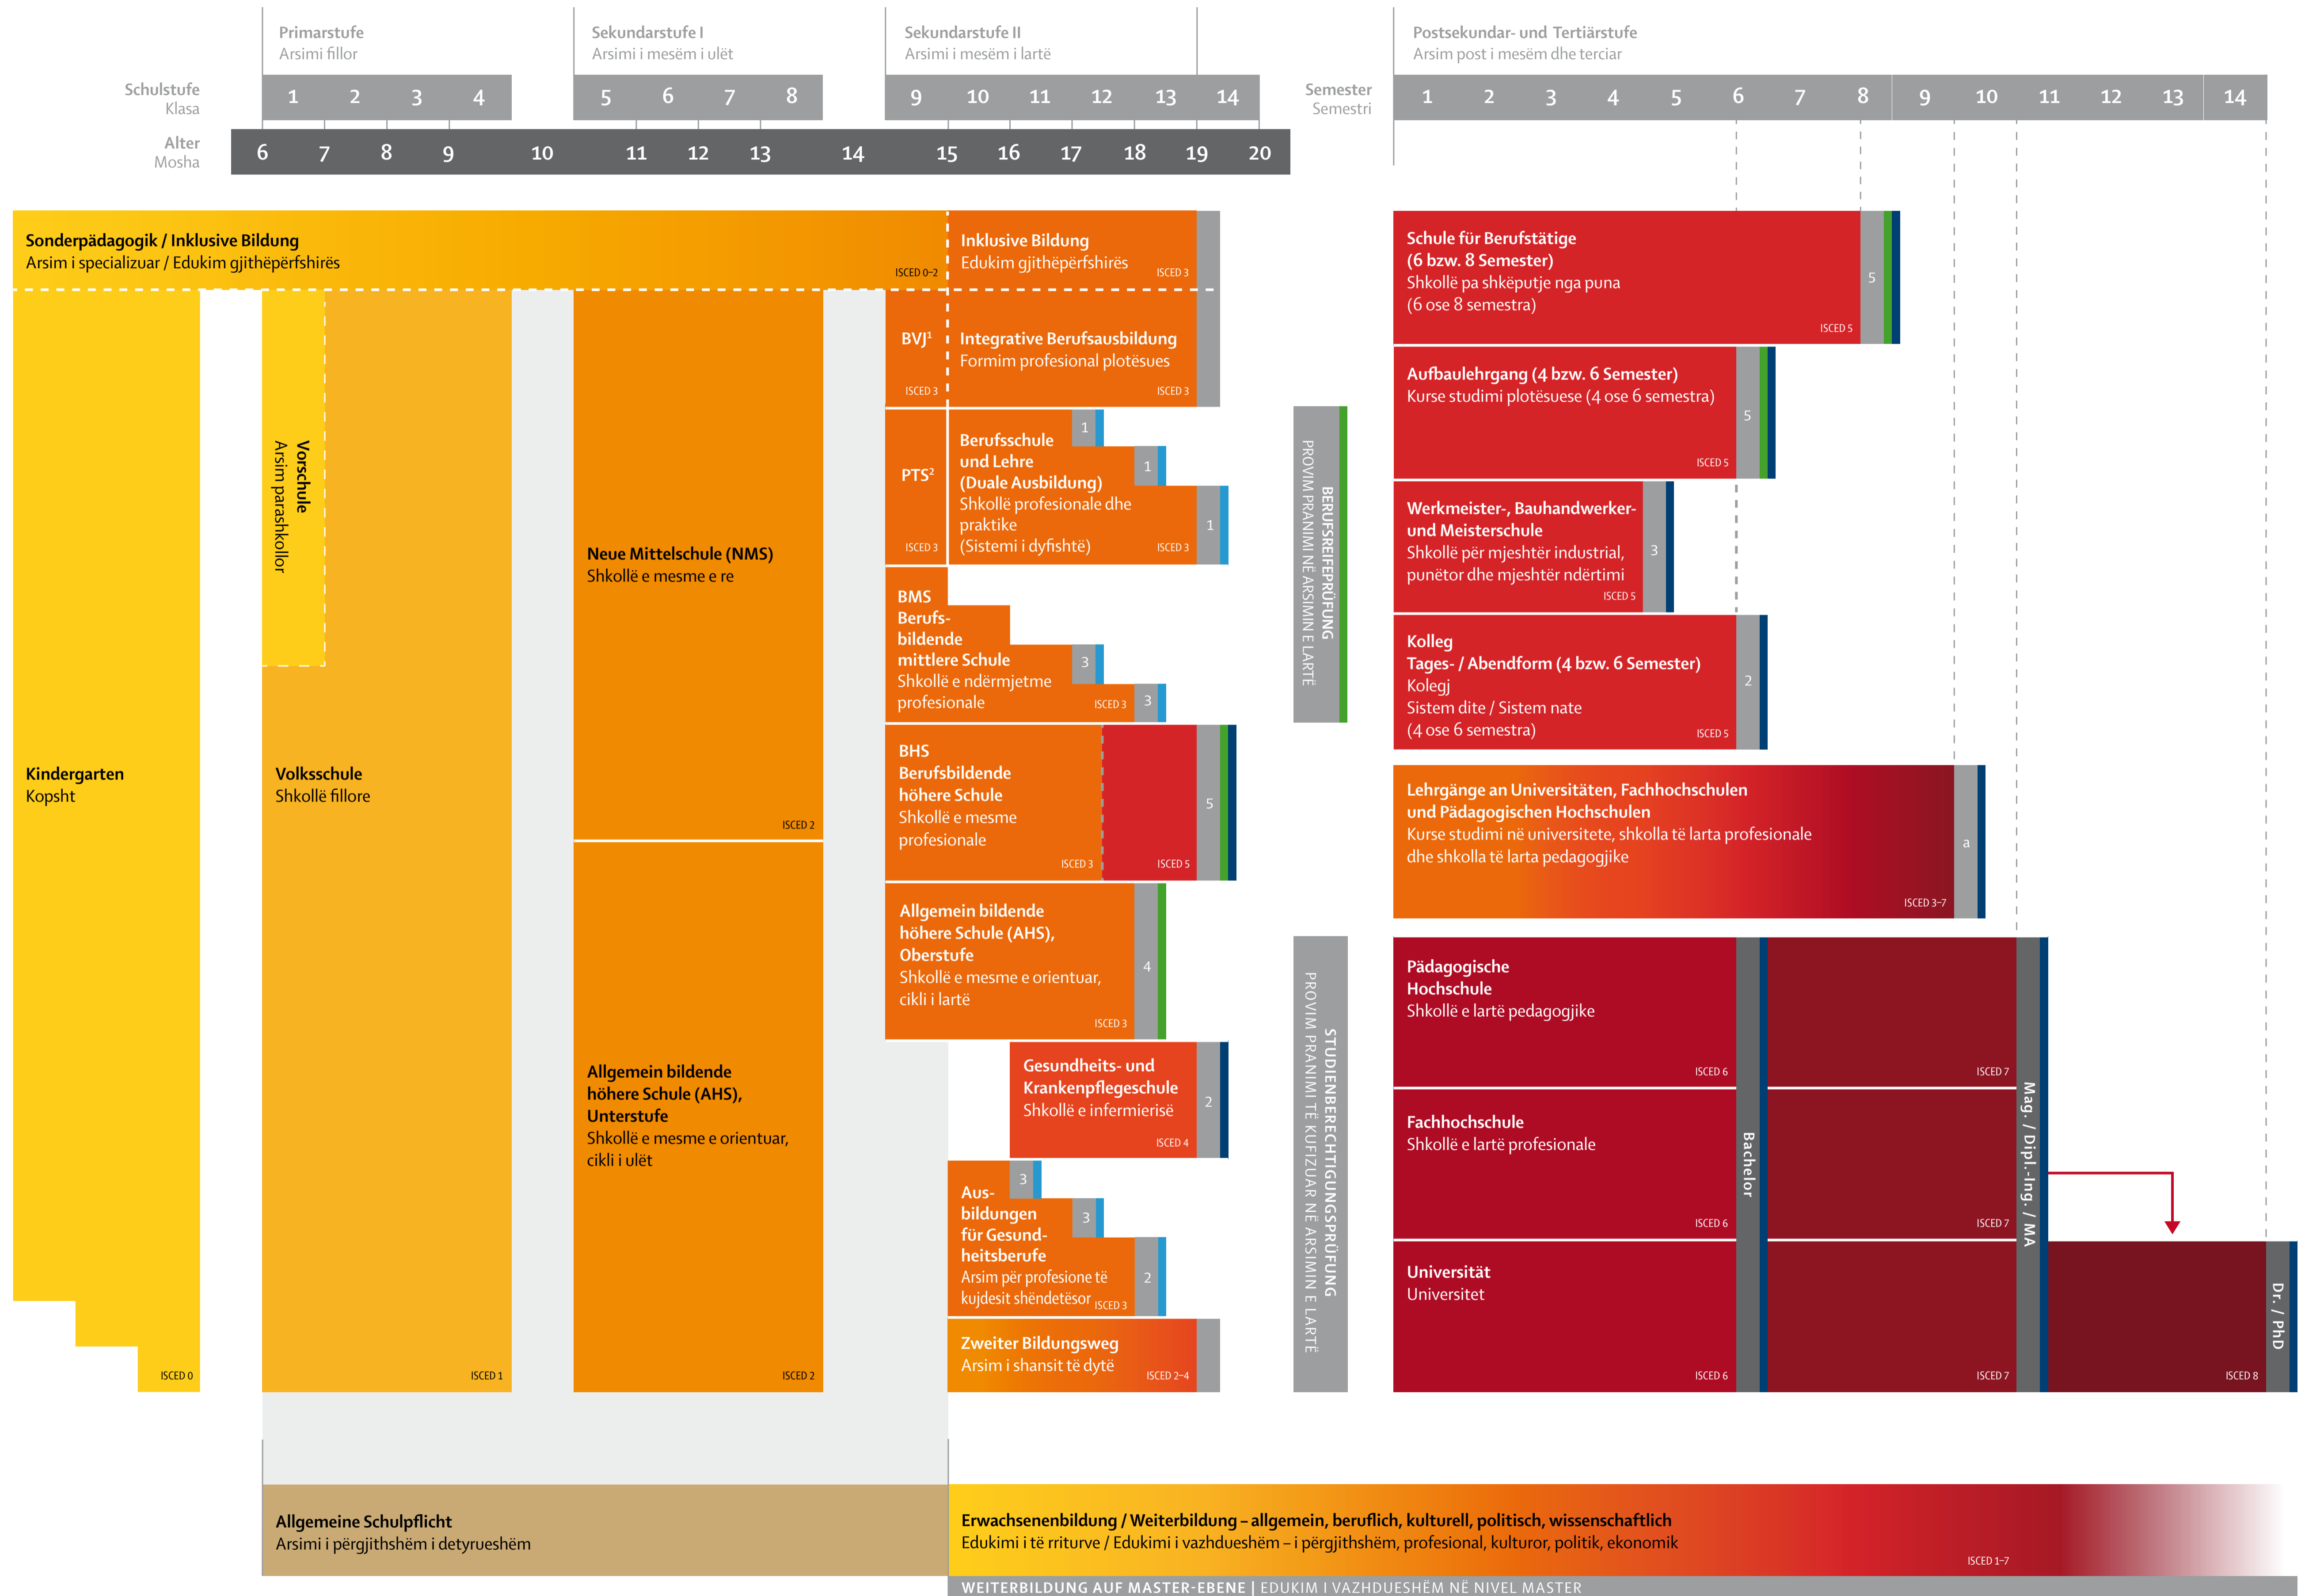 Primarstufe
Arsimi fillor
Sekundarstufe I
Arsimi i mesëm i ulët
Sekundarstufe II
Arsimi i mesëm i lartë
Postsekundar- und Tertiärstufe
Arsim post i mesëm dhe terciar
Schulstufe
Klasa
1 2 3 4 5 6 7 8 9 10 11 12 13 14
Semester
Semestri
1 2 3 4 5 6 7 8 9 10 11 12 13 14
Alter
Mosha
6 7 8 9 10 11 12 13 14 15 16 17 18 19 20
Sonderpädagogik / Inklusive Bildung
Arsim i specializuar / Edukim gjithëpërfshirës
ISCED 0–2
Inklusive Bildung
Edukim gjithëpërfshirës
ISCED 3
Kindergarten
Kopsht
ISCED 0
Vorschule
Arsim parashkollor
Volksschule
Shkollë fillore
ISCED 1
Neue Mittelschule (NMS)
Shkollë e mesme e re
ISCED 2
Allgemein bildende
höhere Schule (AHS),
Unterstufe
Shkollë e mesme e orientuar,
cikli i ulët
ISCED 2
BVJ¹
ISCED 3
Integrative Berufsausbildung
Formim profesional plotësues
ISCED 3
PTS²
ISCED 3
Berufsschule
und Lehre
(Duale Ausbildung)
Shkollë profesionale dhe
praktike
(Sistemi i dyfishtë)
ISCED 3
1
1
1
BMS
Berufs-
bildende
mittlere Schule
Shkollë e ndërmjetme
profesionale
ISCED 3
3
3
BHS
Berufsbildende
höhere Schule
Shkollë e mesme
profesionale
ISCED 3
ISCED 5
5
Allgemein bildende
höhere Schule (AHS),
Oberstufe
Shkollë e mesme e orientuar,
cikli i lartë
ISCED 3
4
Gesundheits- und
Krankenpflegeschule
Shkollë e infermierisë
ISCED 4
2
Aus-
bildungen
für Gesund-
heitsberufe
Arsim për profesione të
kujdesit shëndetësor
ISCED 3
3
3
2
Zweiter Bildungsweg
Arsimi i shansit të dytë
ISCED 2–4
BERUFSREIFEPRÜFUNG
PROVIM PRANIMI NË ARSIMIN E LARTË
STUDIENBERECHTIGUNGSPRÜFUNG
PROVIM PRANIMI TË KUFIZUAR NË ARSIMIN E LARTË
Schule für Berufstätige
(6 bzw. 8 Semester)
Shkollë pa shkëputje nga puna
(6 ose 8 semestra)
ISCED 5
5
Aufbaulehrgang (4 bzw. 6 Semester)
Kurse studimi plotësuese (4 ose 6 semestra)
ISCED 5
5
Werkmeister-, Bauhandwerker-
und Meisterschule
Shkollë për mjeshtër industrial,
punëtor dhe mjeshtër ndërtimi
ISCED 5
3
Kolleg
Tages- / Abendform (4 bzw. 6 Semester)
Kolegj
Sistem dite / Sistem nate
(4 ose 6 semestra)
ISCED 5
2
Lehrgänge an Universitäten, Fachhochschulen
und Pädagogischen Hochschulen
Kurse studimi në universitete, shkolla të larta profesionale
dhe shkolla të larta pedagogjike
ISCED 3–7
a
Pädagogische
Hochschule
Shkollë e lartë pedagogjike
ISCED 6
ISCED 7
Fachhochschule
Shkollë e lartë profesionale
ISCED 6
ISCED 7
Universität
Universitet
ISCED 6
ISCED 7
ISCED 8
Bachelor
Mag. / Dipl.-Ing. / MA
Dr. / PhD
Allgemeine Schulpflicht
Arsimi i përgjithshëm i detyrueshëm
Erwachsenenbildung / Weiterbildung – allgemein, beruflich, kulturell, politisch, wissenschaftlich
Edukimi i të rriturve / Edukimi i vazhdueshëm – i përgjithshëm, profesional, kulturor, politik, ekonomik
ISCED 1–7
WEITERBILDUNG AUF MASTER-EBENE | EDUKIM I VAZHDUESHËM NË NIVEL MASTER